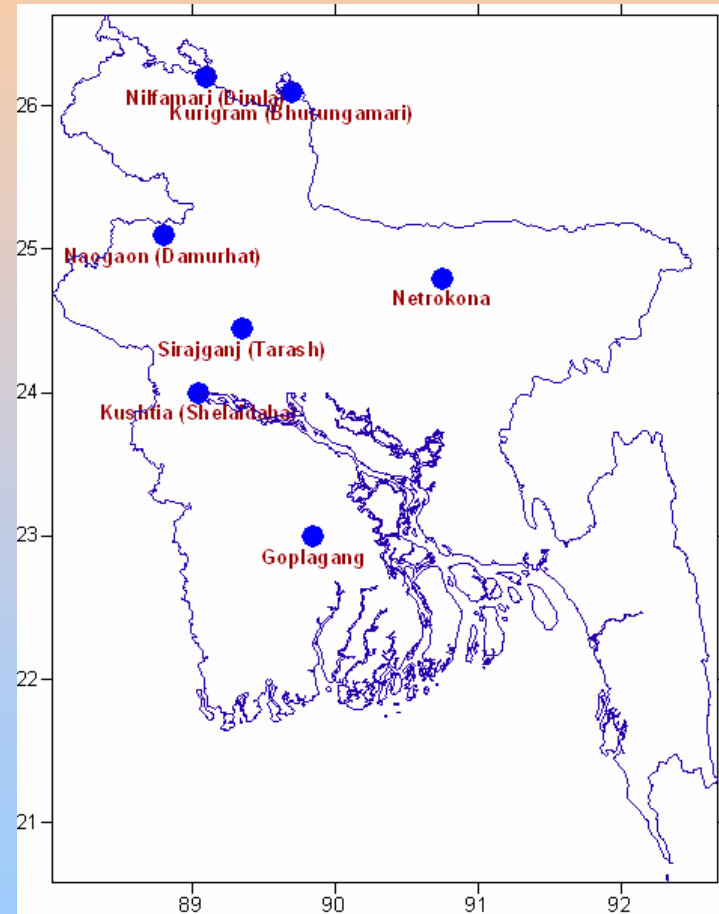 26
Nilfamari (Dimla)
Kurigram (Bhurungamari)
25
Naogaon (Damurhat)
Netrokona
Sirajganj (Tarash)
24
Kushtia (Shelaidaha)
23
Goplagang
22
21
89 90 91 92